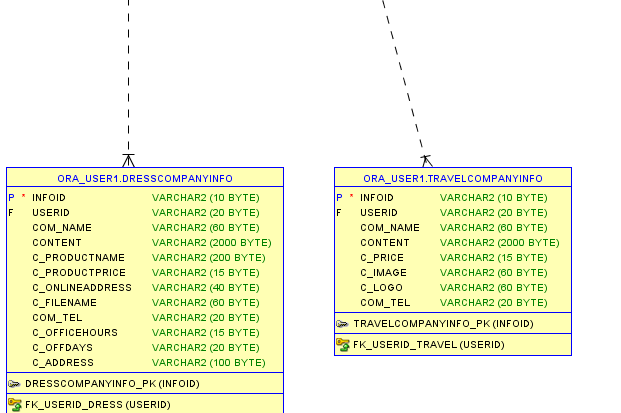 ORA_USER1.DRESSCOMPANYINFO
P * INFOID VARCHAR2 (10 BYTE)
F USERID VARCHAR2 (20 BYTE)
COM_NAME VARCHAR2 (60 BYTE)
CONTENT VARCHAR2 (2000 BYTE)
C_PRODUCTNAME VARCHAR2 (200 BYTE)
C_PRODUCTPRICE VARCHAR2 (15 BYTE)
C_ONLINEADDRESS VARCHAR2 (40 BYTE)
C_FILENAME VARCHAR2 (60 BYTE)
COM_TEL VARCHAR2 (20 BYTE)
C_OFFICEHOURS VARCHAR2 (15 BYTE)
C_OFFDAYS VARCHAR2 (20 BYTE)
C_ADDRESS VARCHAR2 (100 BYTE)
DRESSCOMPANYINFO_PK (INFOID)
FK_USERID_DRESS (USERID)
ORA_USER1.TRAVELCOMPANYINFO
P * INFOID VARCHAR2 (10 BYTE)
F USERID VARCHAR2 (20 BYTE)
COM_NAME VARCHAR2 (60 BYTE)
CONTENT VARCHAR2 (2000 BYTE)
C_PRICE VARCHAR2 (15 BYTE)
C_IMAGE VARCHAR2 (60 BYTE)
C_LOGO VARCHAR2 (60 BYTE)
COM_TEL VARCHAR2 (20 BYTE)
TRAVELCOMPANYINFO_PK (INFOID)
FK_USERID_TRAVEL (USERID)